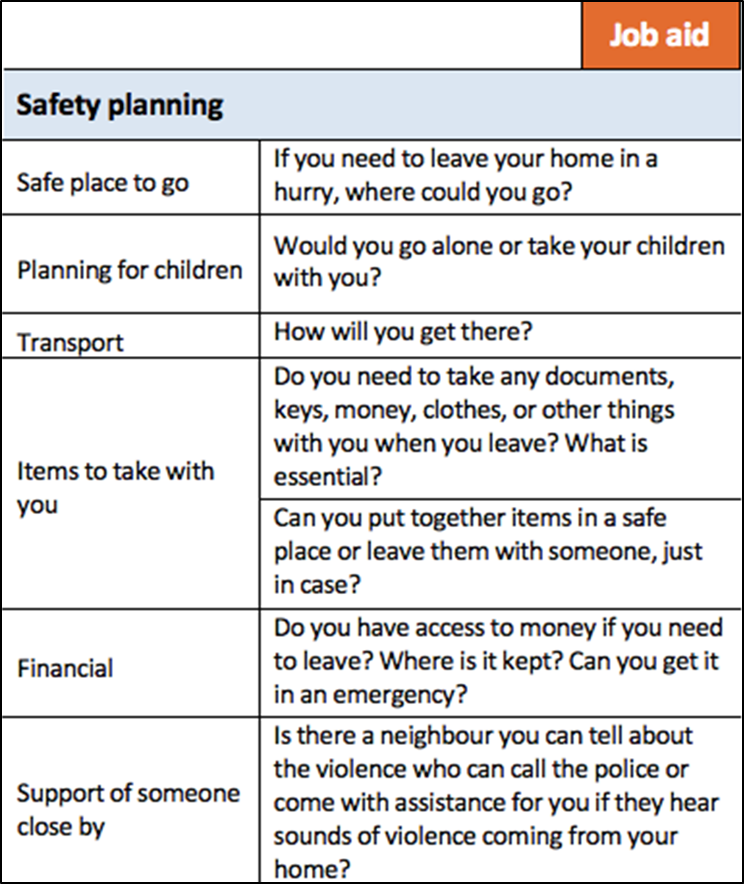 Job aid
Safety planning
Safe place to go
If you need to leave your home in a
hurry, where could you go?
Planning for children
Would you go alone or take your children
with you?
Transport
How will you get there?
Items to take with
you
Do you need to take any documents,
keys, money, clothes, or other things
with you when you leave? What is
essential?
Can you put together items in a safe
place or leave them with someone, just
in case?
Financial
Do you have access to money if you need
to leave? Where is it kept? Can you get it
in an emergency?
Support of someone
close by
Is there a neighbour you can tell about
the violence who can call the police or
come with assistance for you if they hear
sounds of violence coming from your
home?